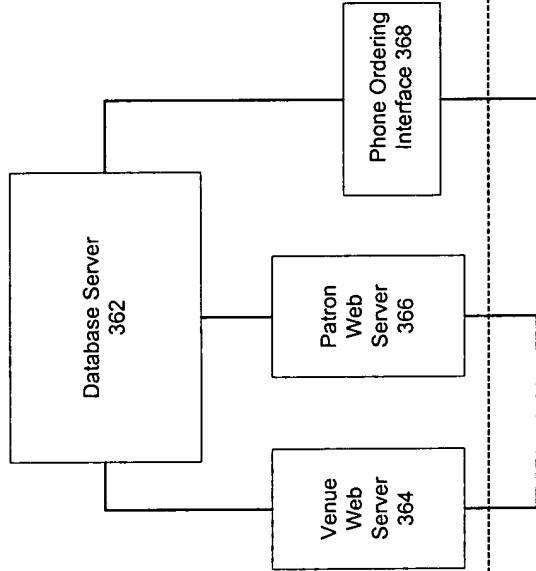 Database Server
362
Venue
Web
Server
364
Patron
Web
Server
366
Phone Ordering
Interface 368